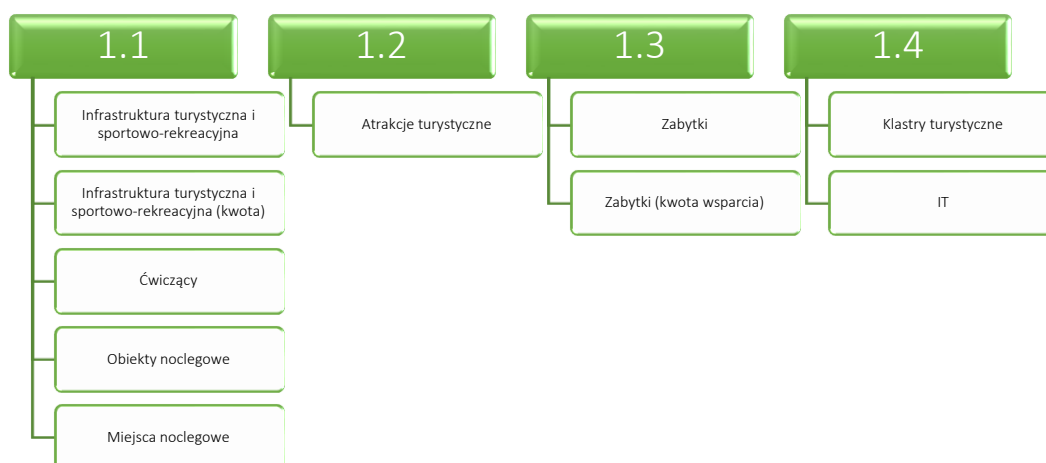 1.1
Infrastruktura turystyczna i
sportowo-rekreacyjna
Infrastruktura turystyczna i
sportowo-rekreacyjna (kwota)
Ćwiczący
Obiekty noclegowe
Miejsca noclegowe
1.2
Atrakcje turystyczne
1.3
Zabytki
Zabytki (kwota wsparcia)
1.4
Klastry turystyczne
IT